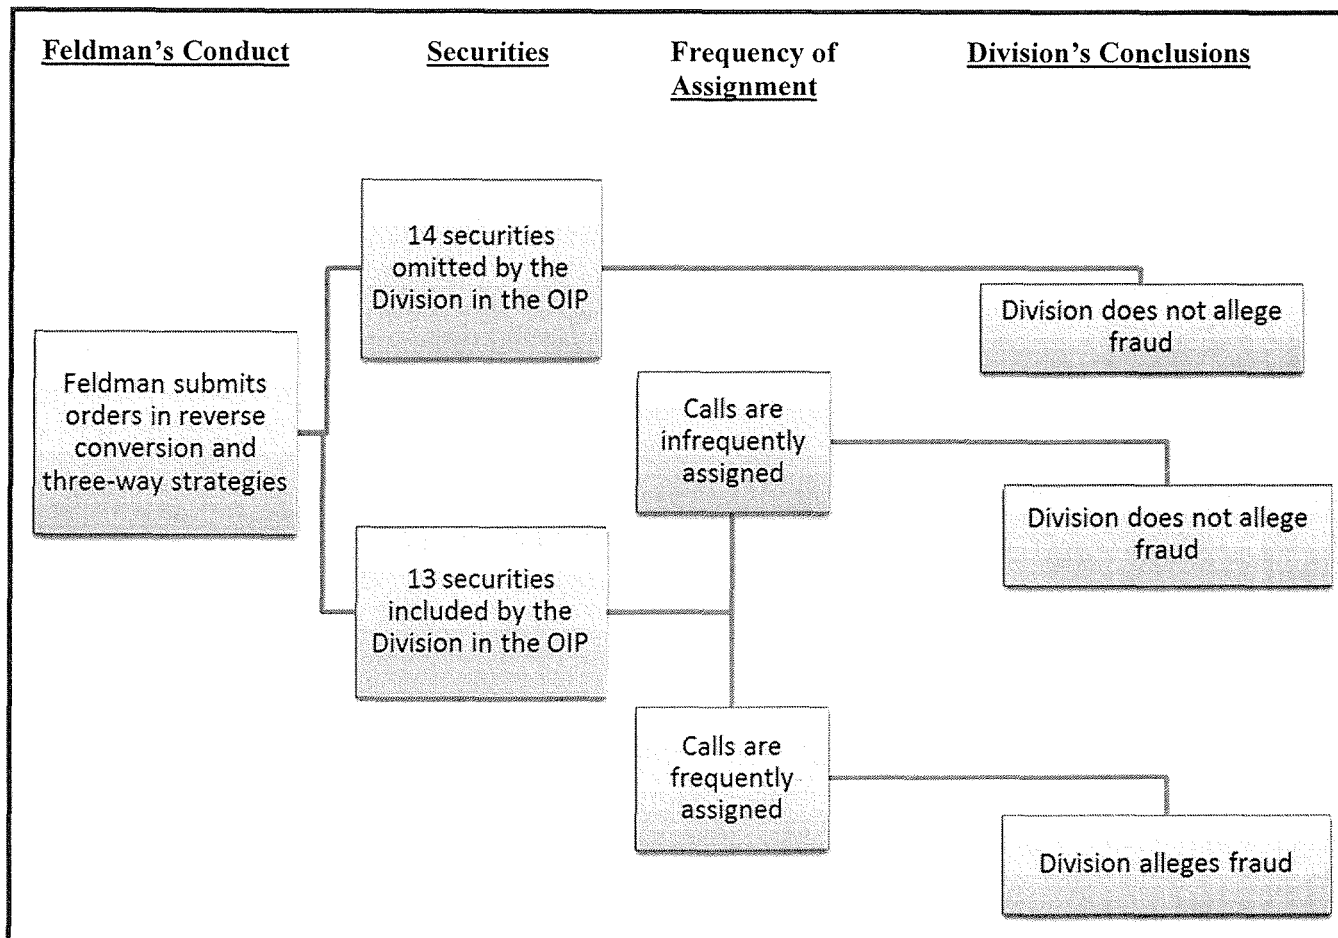 Feldman's Conduct
Securities
Frequency of
Assignment
Division's Conclusions
14 securities
omitted by the
Division in the OIP
Division does not allege
fraud
Feldman submits
orders in reverse
conversion and
three-way strategies
Calls are
infrequently
assigned
Division does not allege
fraud
13 securities
included by the
Division in the OIP
Calls are
frequently
assigned
Division alleges fraud